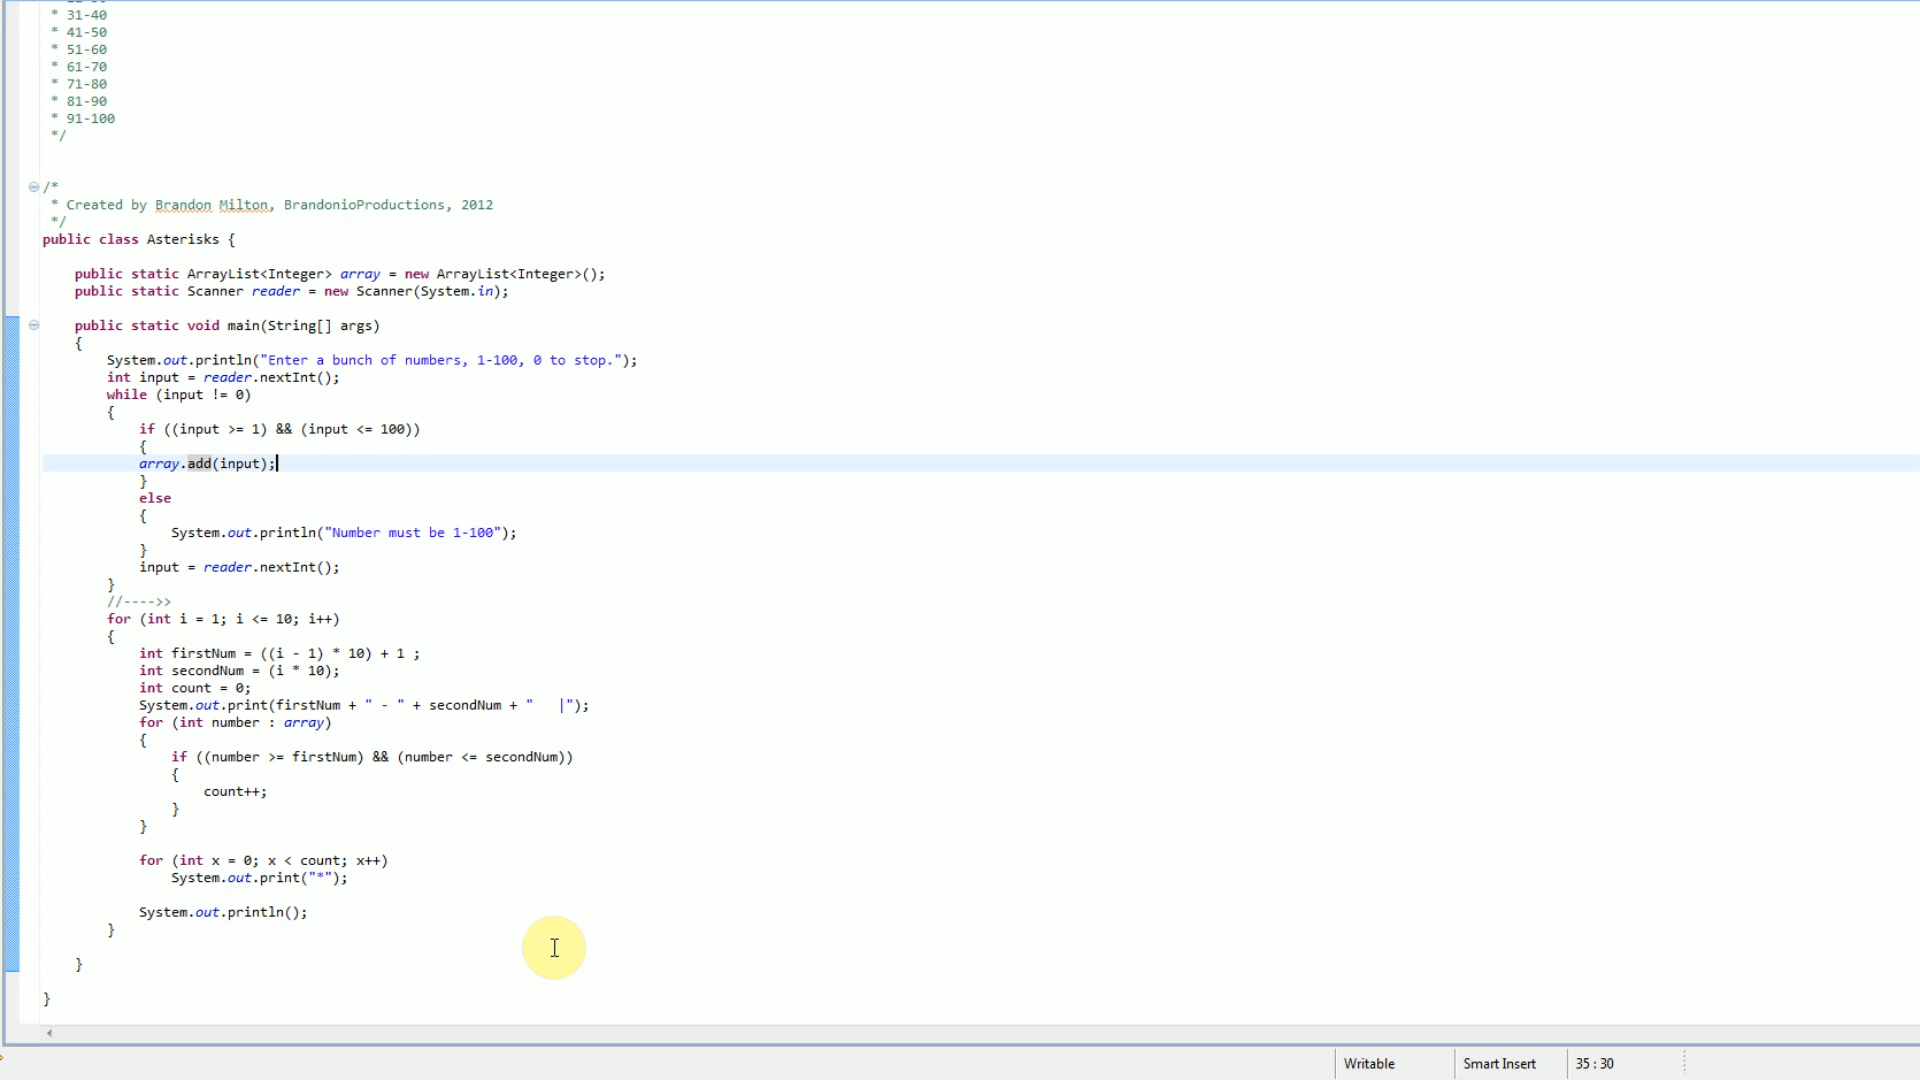 * 31-40
* 41-50
* 51-60
* 61-70
* 71-80
* 81-90
* 91-100
*/
/*
* Created by Brandon Milton, BrandonioProductions, 2012
*/
public class Asterisks {
public static ArrayList<Integer> array = new ArrayList<Integer>();
public static Scanner reader = new Scanner(System.in);
public static void main(String[] args)
{
System.out.println("Enter a bunch of numbers, 1-100, 0 to stop.");
int input = reader.nextInt();
while (input != 0)
{
if ((input >= 1) && (input <= 100))
{
array.add(input);
}
else
{
System.out.println("Number must be 1-100");
}
input = reader.nextInt();
}
//---->>
for (int i = 1; i <= 10; i++)
{
int firstNum = ((i - 1) * 10) + 1 ;
int secondNum = (i * 10);
int count = 0;
System.out.print(firstNum + " - " + secondNum + "   |");
for (int number : array)
{
if ((number >= firstNum) && (number <= secondNum))
{
count++;
}
}
for (int x = 0; x < count; x++)
System.out.print("*");
System.out.println();
}
}
}
Writable Smart Insert 35 : 30